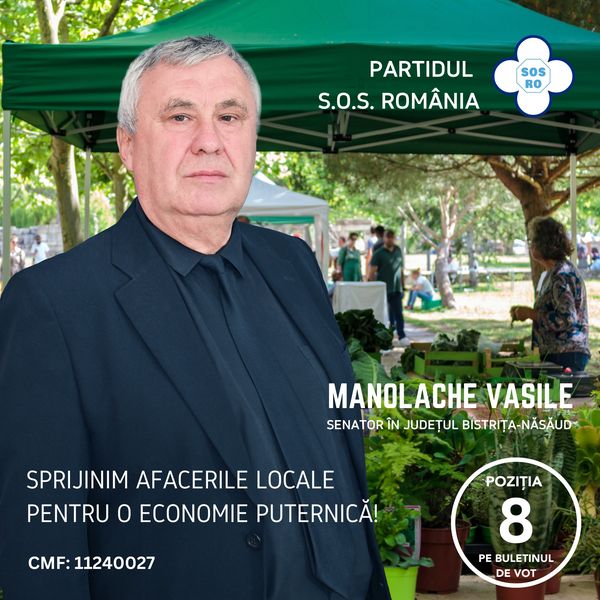 PARTIDUL
S.O.S. ROMÂNIA
SOS
RO
MANOLACHE VASILE
SENATOR ÎN JUDEȚUL BISTRIȚA-NĂSĂUD
SPRIJINIM AFACERILE LOCALE
PENTRU O ECONOMIE PUTERNICĂ!
POZIȚIA
8
PE BULETINUL
DE VOT
CMF: 11240027